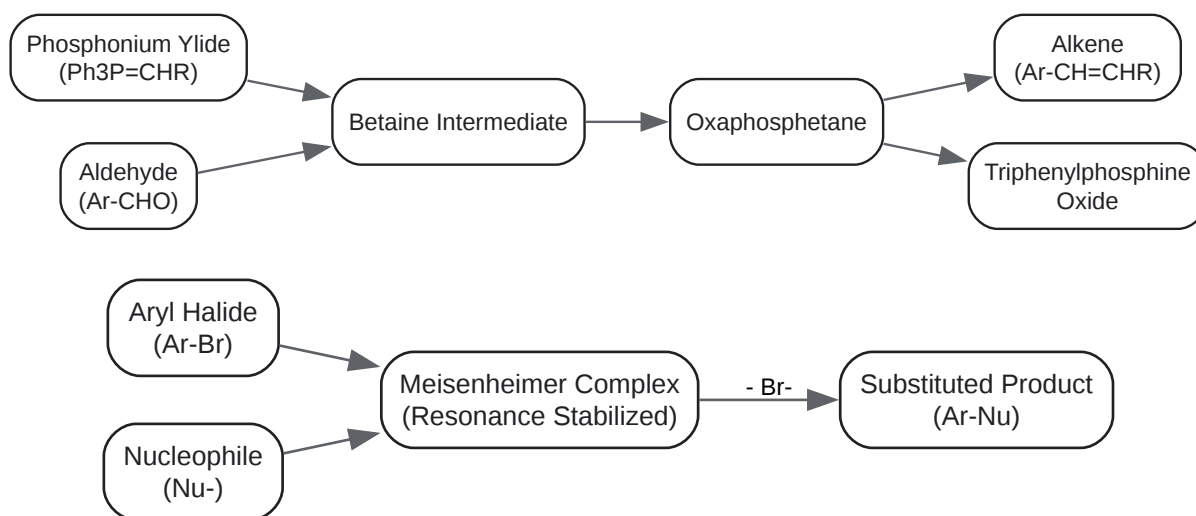 Phosphonium Ylide
(Ph3P=CHR)
Aldehyde
(Ar-CHO)
Betaine Intermediate
Oxaphosphetane
Alkene
(Ar-CH=CHR)
Triphenylphosphine
Oxide
Aryl Halide
(Ar-Br)
Nucleophile
(Nu-)
Meisenheimer Complex
(Resonance Stabilized)
- Br-
Substituted Product
(Ar-Nu)